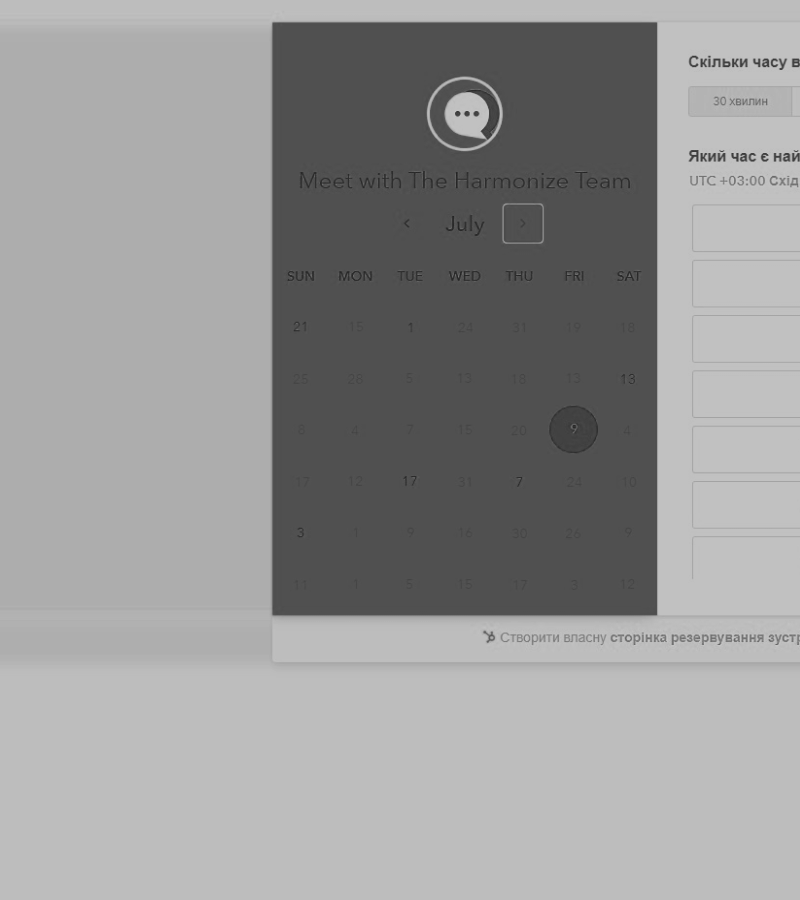 Meet with The Harmonize Team
July
SUN MON TUE WED THU FRI SAT
21 15 1 24 31 19 18
25 26 5 13 18 13 13
8 4 7 15 20 9 4
17 12 17 31 7 24 10
3 1 9 16 30 26 9
11 1 5 15 17 3 12
Скільки часу в
30 хвилин
Який час є най
UTC +03:00 Схід
Створити власну сторінка резервування зуст